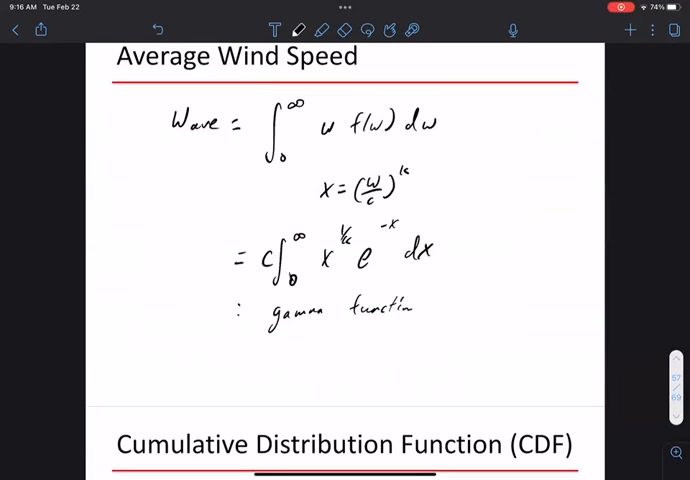 9:16 AM Tue Feb 22
74%
Average Wind Speed
Wave = ∫₀^∞ w f(w) dw
x = (w/c)^k
= c∫₀^∞ x^(1/k) e^(-x) dx
: gamma function
57
/
69
Cumulative Distribution Function (CDF)